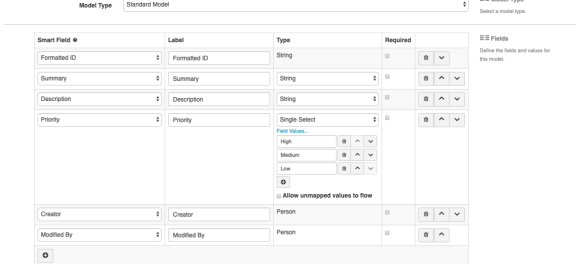 Model Type Standard Model
Model Type
Select a model type.
Smart Field Label Type Required
Fields
Define the fields and values for
this model.
Formatted ID Formatted ID String
Summary Summary String
Description Description String
Priority Priority Single Select
Field Values...
High
Medium
Low
Allow unmapped values to flow
Creator Creator Person
Modified By Modified By Person